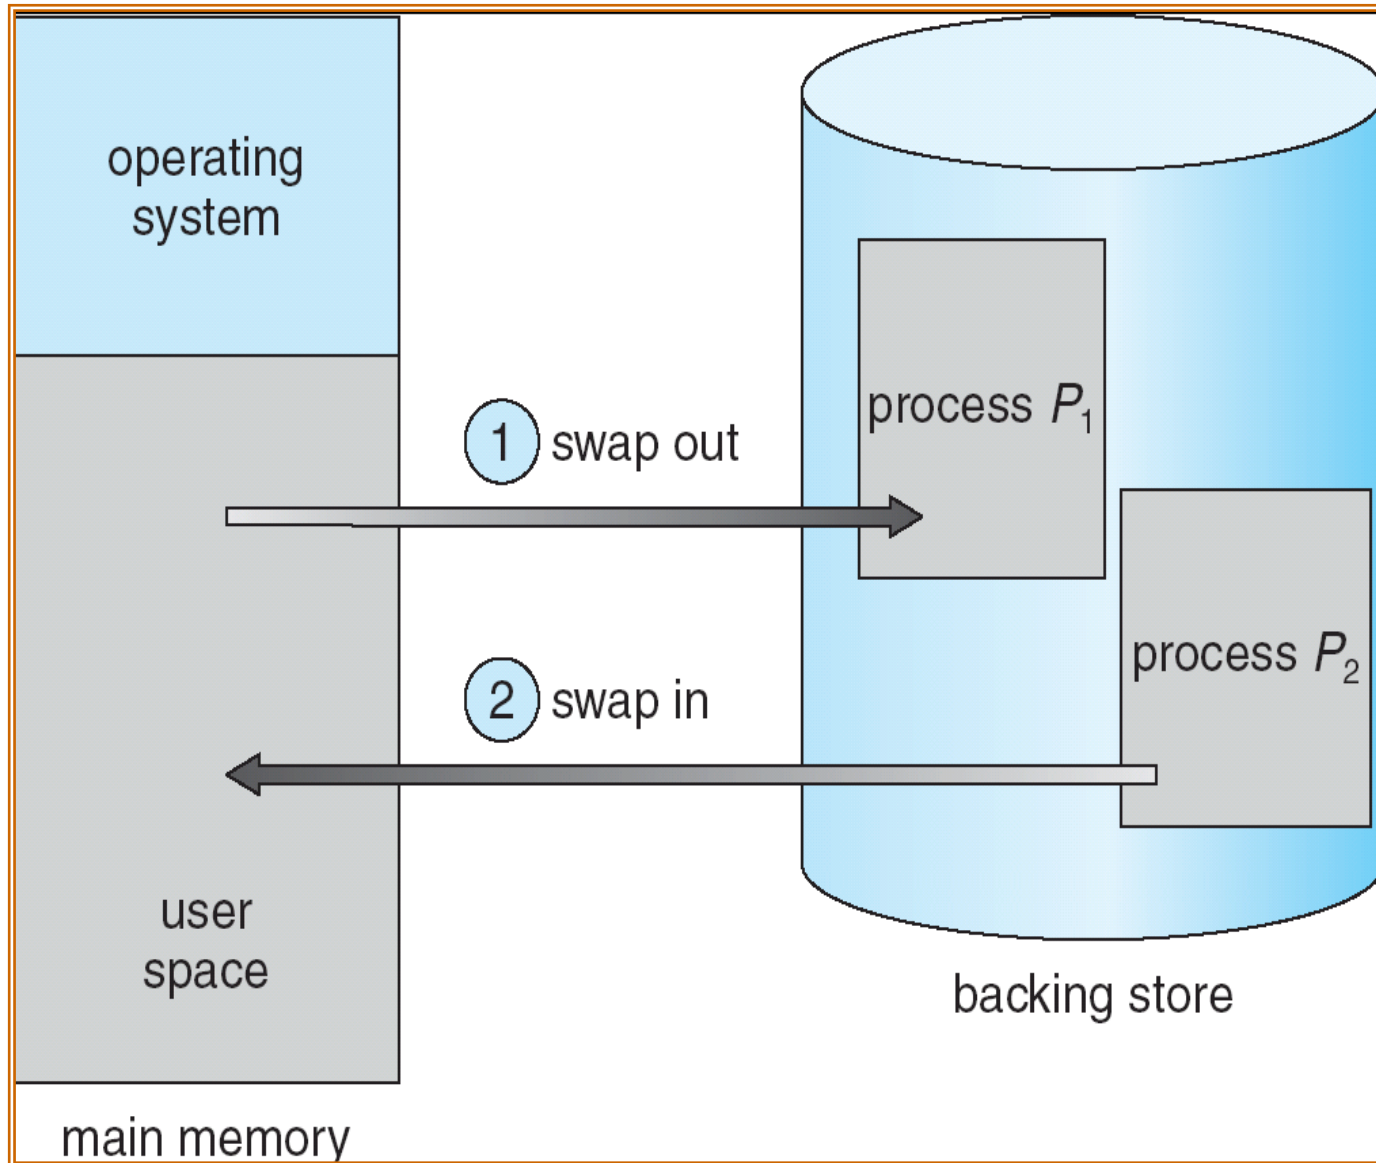 operating
system
process P1
1 swap out
process P2
2 swap in
user
space
backing store
main memory